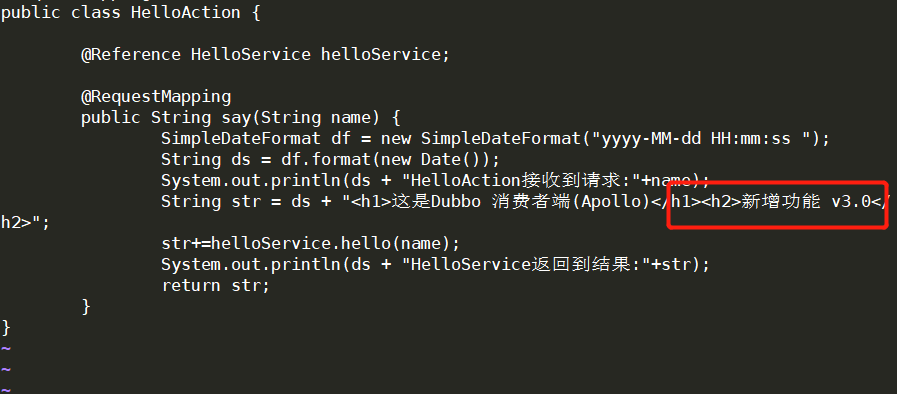 public class HelloAction {
@Reference HelloService helloService;
@RequestMapping
public String say(String name) {
SimpleDateFormat df = new SimpleDateFormat("yyyy-MM-dd HH:mm:ss ");
String ds = df.format(new Date());
System.out.println(ds + "HelloAction接收到请求:"+name);
String str = ds + "<h1>这是Dubbo 消费者端(Apollo)</h1><h2>新增功能 v3.0</
h2>";
str+=helloService.hello(name);
System.out.println(ds + "HelloService返回到结果:"+str);
return str;
}
}
~
~
~